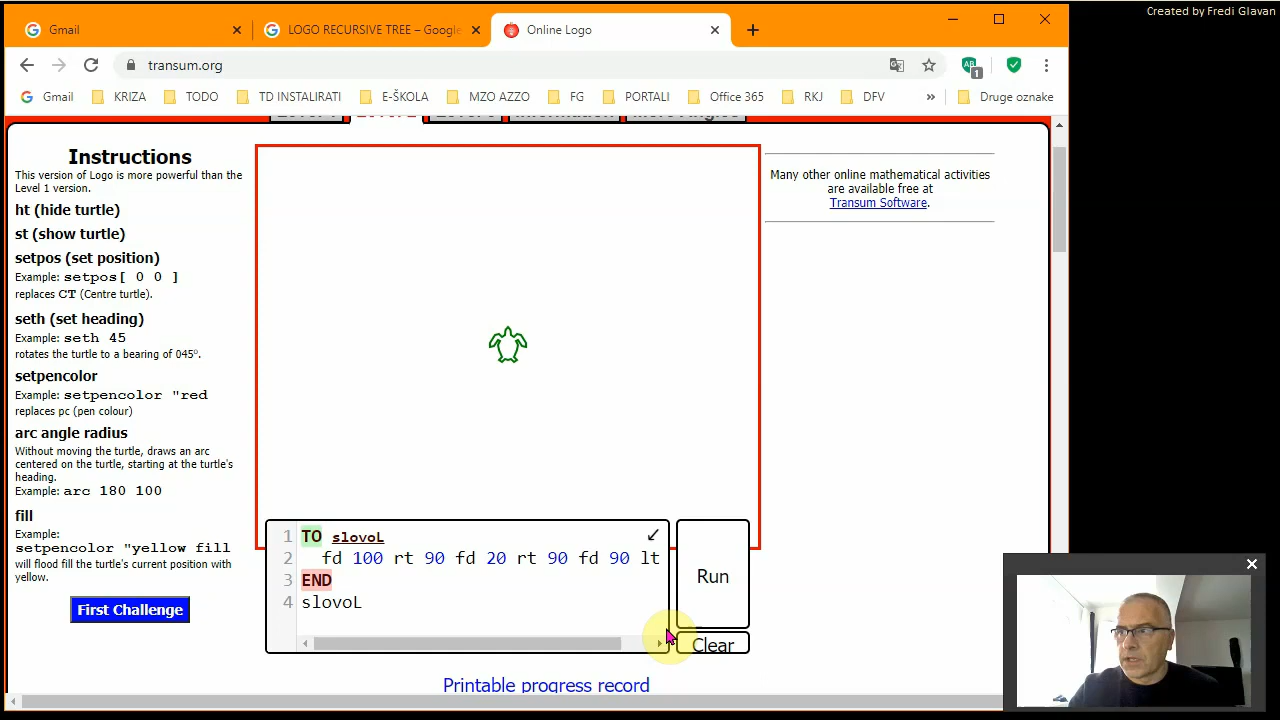 Created by Fredi Glavan
Gmail
LOGO RECURSIVE TREE – Google
Online Logo
transum.org
Gmail
KRIZA
TODO
TD INSTALIRATI
E-ŠKOLA
MZO AZZO
FG
PORTALI
Office 365
RKJ
DFV
»
Druge oznake
Instructions
This version of Logo is more powerful than the
Level 1 version.
ht (hide turtle)
st (show turtle)
setpos (set position)
Example: setpos[ 0 0 ]
replaces CT (Centre turtle).
seth (set heading)
Example: seth 45
rotates the turtle to a bearing of 045º.
setpencolor
Example: setpencolor "red
replaces pc (pen colour)
arc angle radius
Without moving the turtle, draws an arc
centered on the turtle, starting at the turtle's
heading.
Example: arc 180 100
fill
Example:
setpencolor "yellow fill
will flood fill the turtle's current position with
yellow.
First Challenge
Many other online mathematical activities
are available free at
Transum Software.
1 TO slovoL
2 fd 100 rt 90 fd 20 rt 90 fd 90 lt
3 END
4 slovoL
Run
Clear
Printable progress record